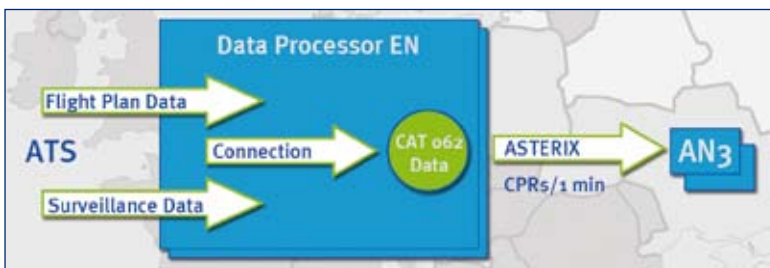 Data Processor EN
Flight Plan Data
ATS
Connection
CAT 062
Data
ASTERIX
CPRs/1 min
AN3
Surveillance Data